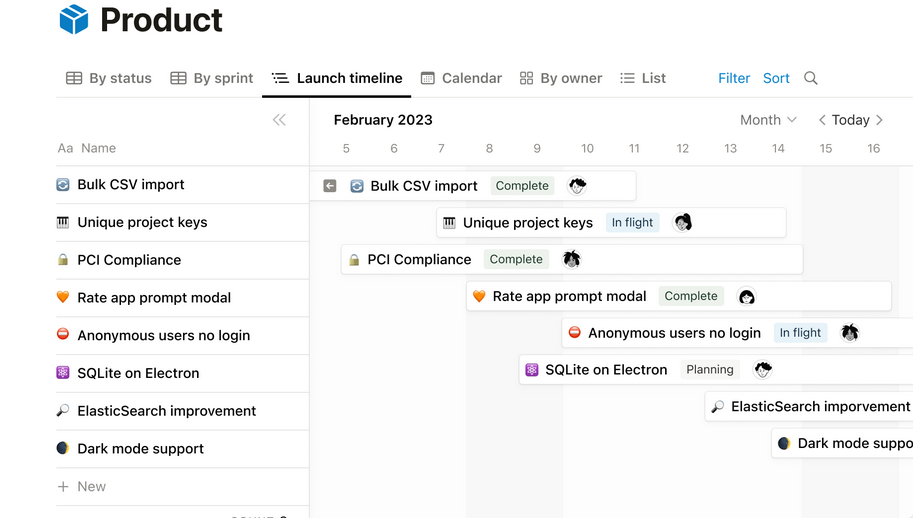 Product
By status By sprint Launch timeline Calendar By owner List Filter Sort
February 2023 Month Today
Aa Name 5 6 7 8 9 10 11 12 13 14 15 16
Bulk CSV import Bulk CSV import Complete
Unique project keys Unique project keys In flight
PCI Compliance PCI Compliance Complete
Rate app prompt modal Rate app prompt modal Complete
Anonymous users no login Anonymous users no login In flight
SQLite on Electron SQLite on Electron Planning
ElasticSearch improvement ElasticSearch imporvement
Dark mode support Dark mode suppo
New